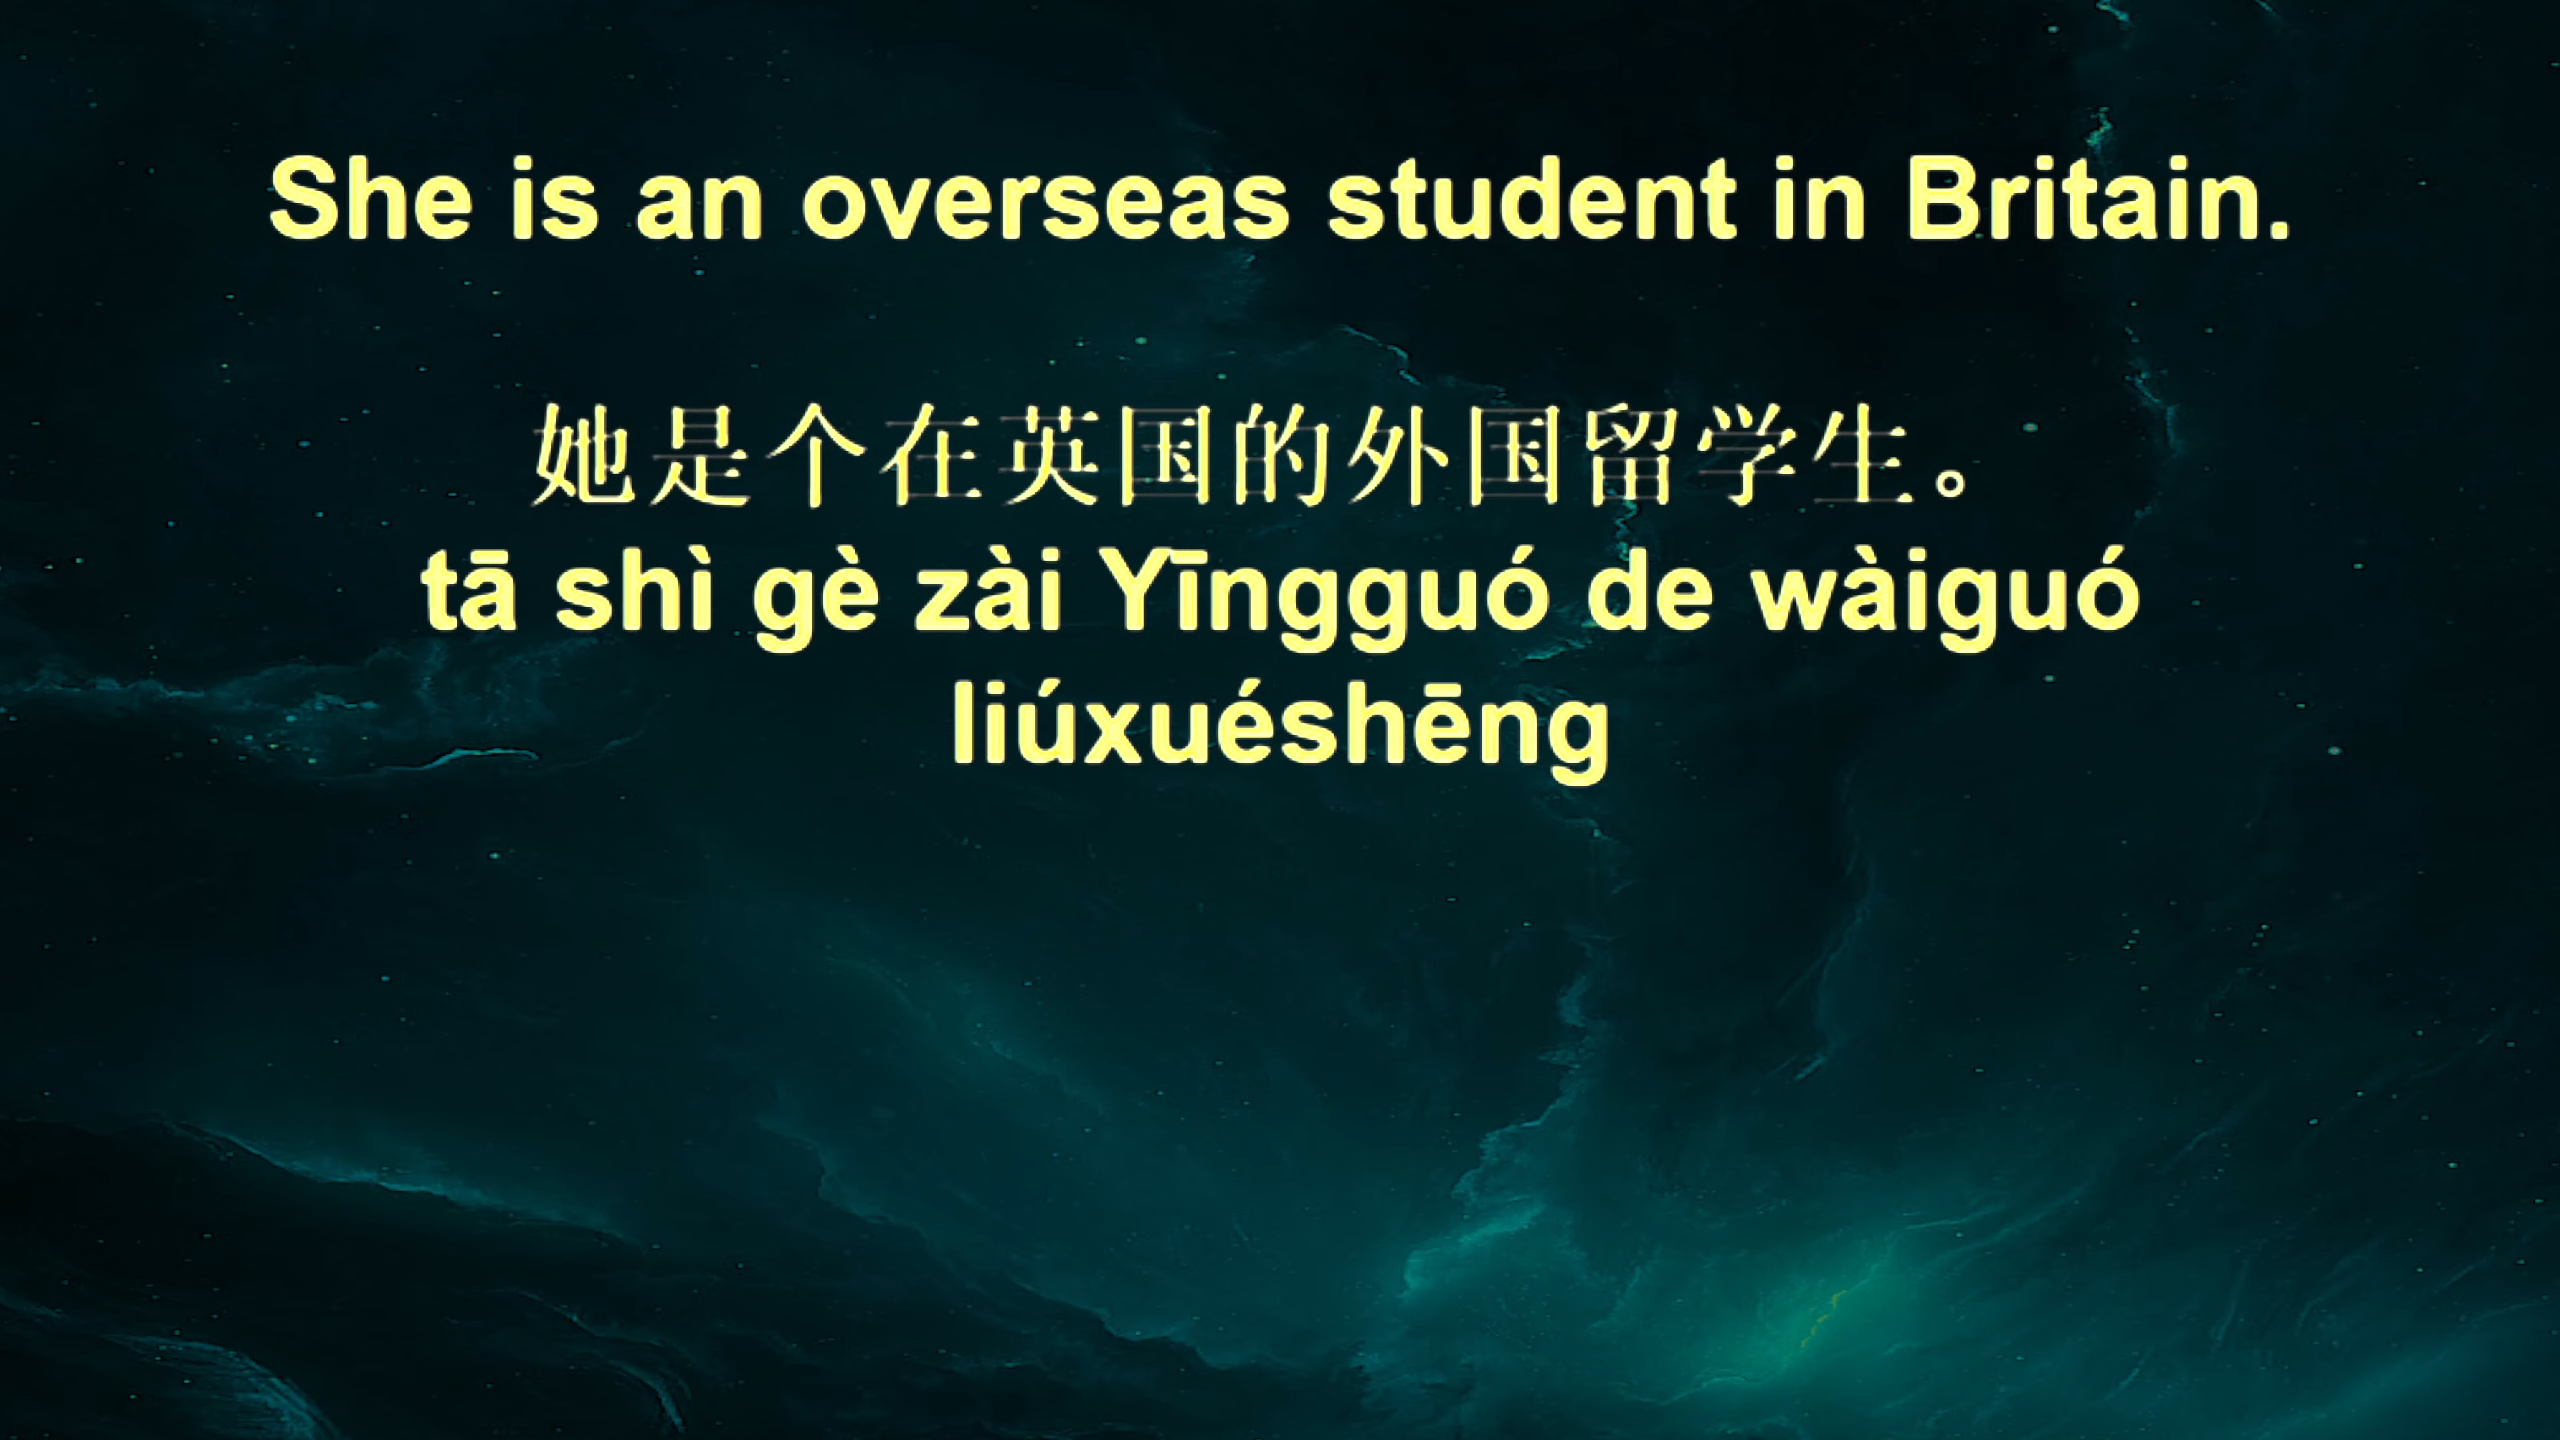 She is an overseas student in Britain.
她是个在英国的外国留学生。
tā shì gè zài Yīngguó de wàiguó
liúxuéshēng